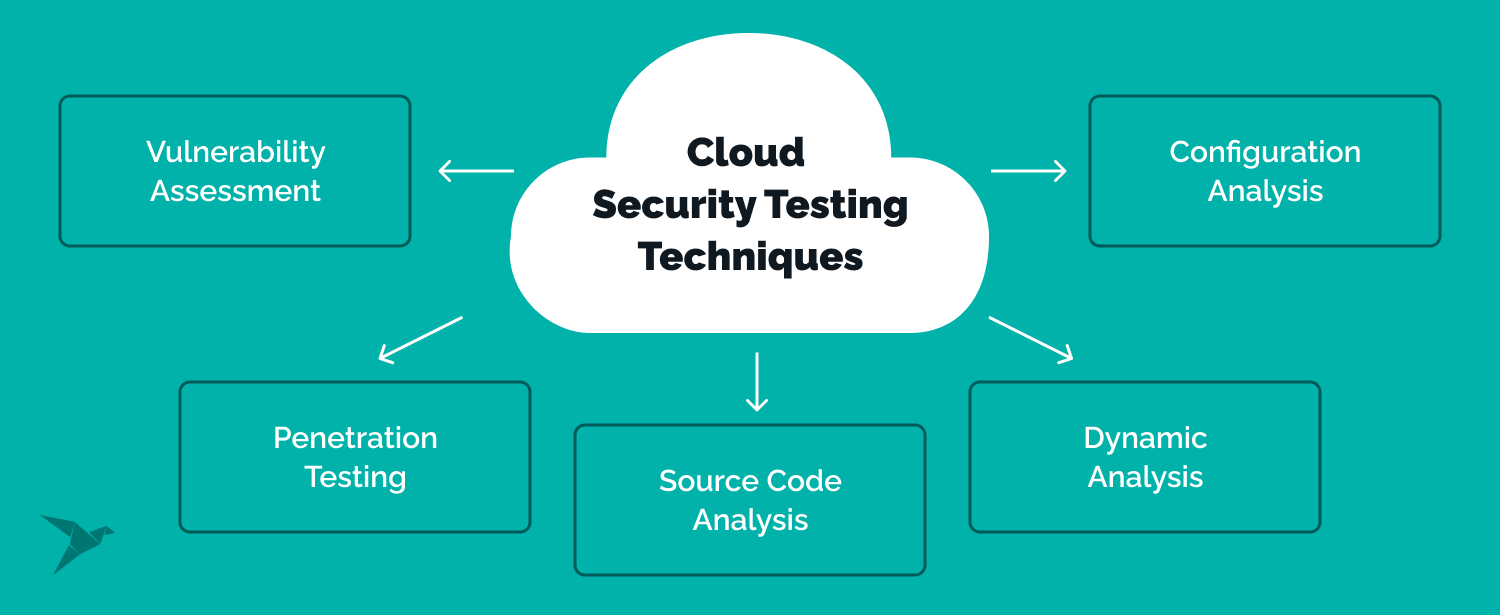 Cloud
Security Testing
Techniques
Vulnerability
Assessment
Configuration
Analysis
Penetration
Testing
Source Code
Analysis
Dynamic
Analysis